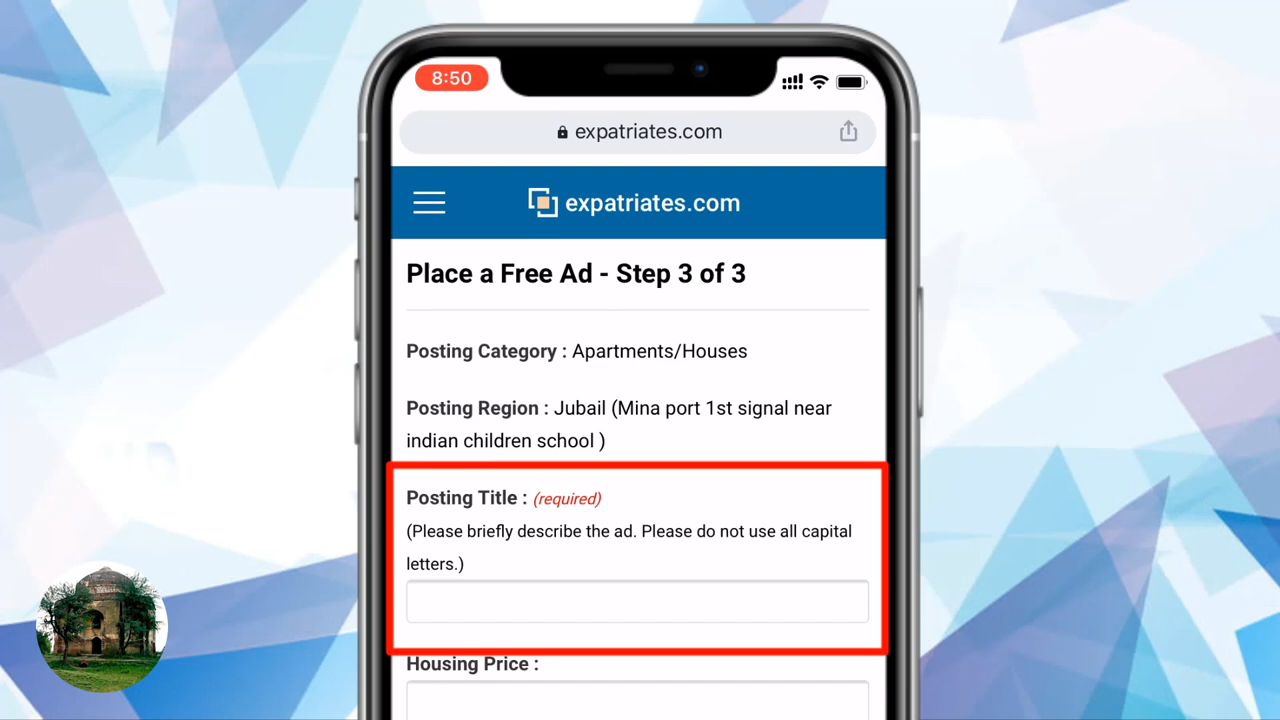 8:50
expatriates.com
expatriates.com
Place a Free Ad - Step 3 of 3
Posting Category : Apartments/Houses
Posting Region : Jubail (Mina port 1st signal near
indian children school )
Posting Title : (required)
(Please briefly describe the ad. Please do not use all capital
letters.)
Housing Price :